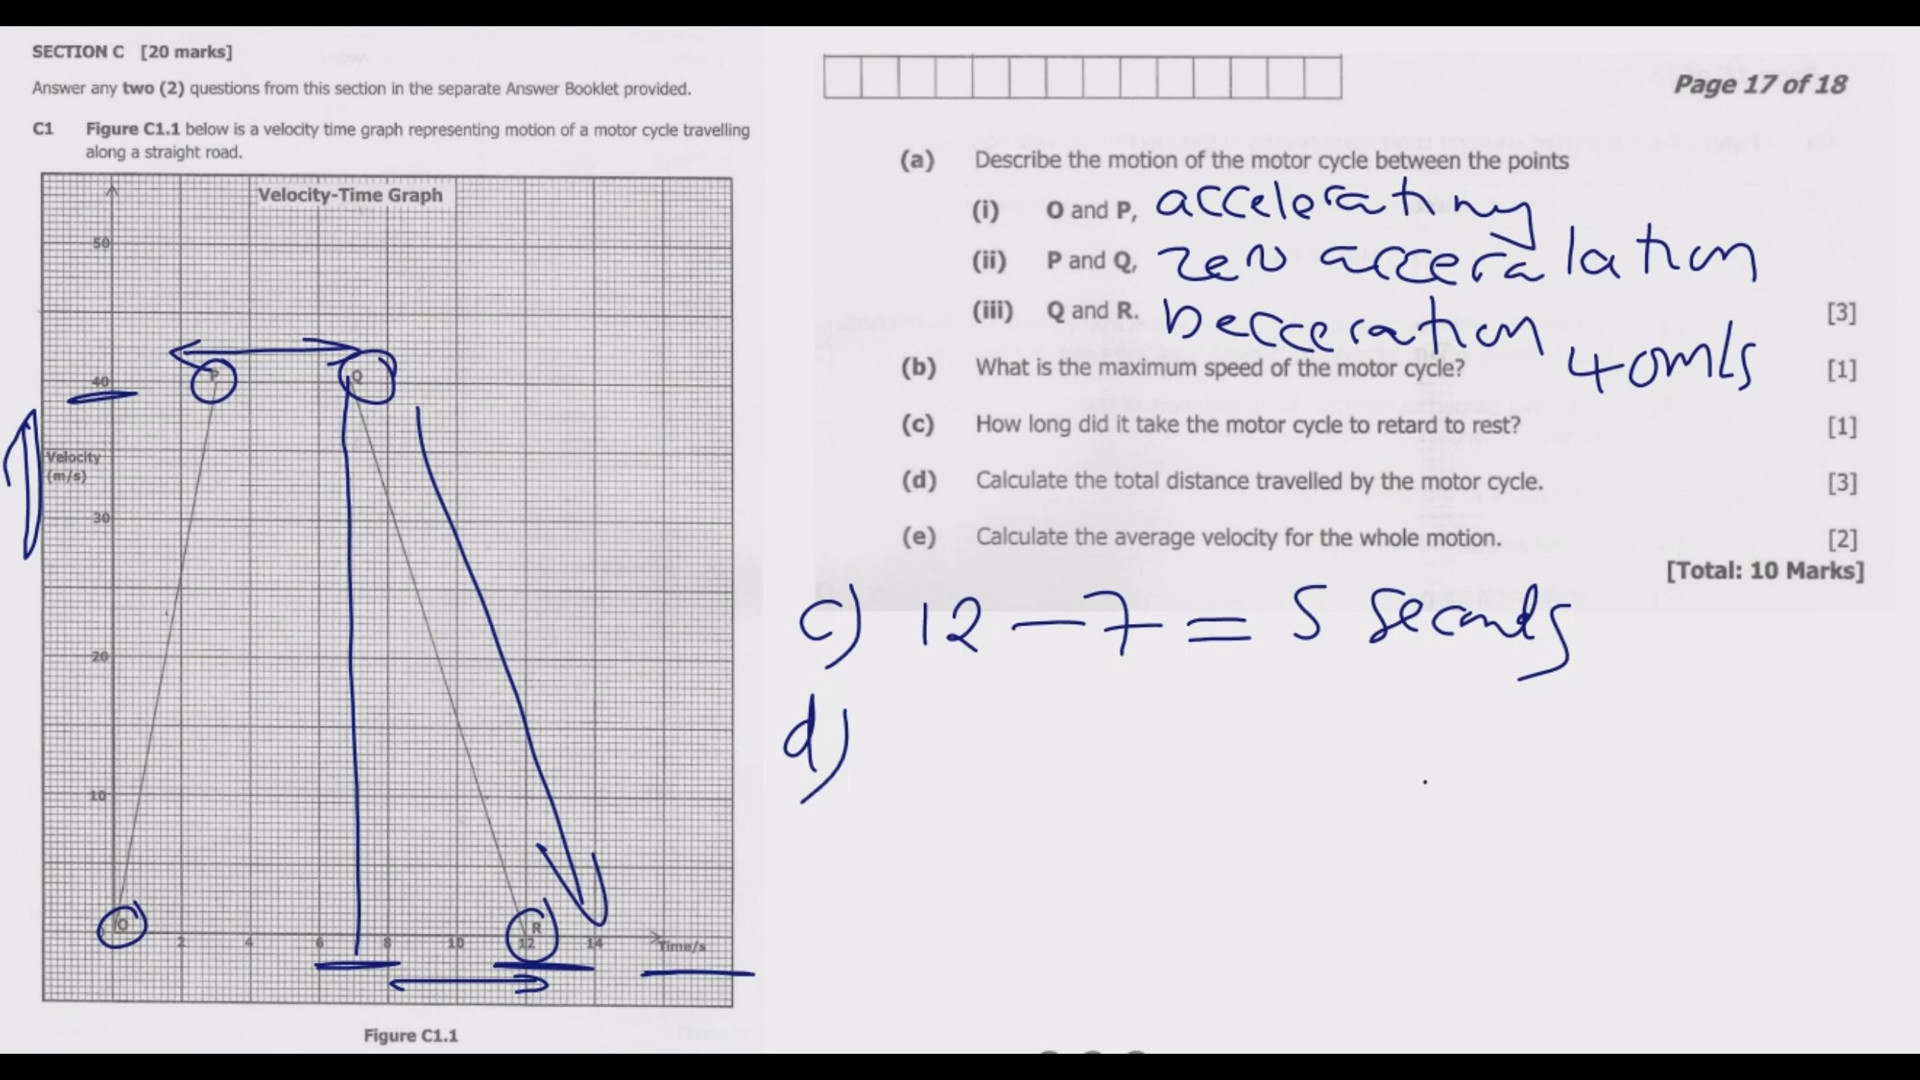 SECTION C [20 marks]
Answer any two (2) questions from this section in the separate Answer Booklet provided.
C1 Figure C1.1 below is a velocity time graph representing motion of a motor cycle travelling
along a straight road.
Velocity-Time Graph
50
P
Q
40
Velocity
(m/s)
30
20
10
O
R
2 4 6 8 10 12 14 Time/s
Figure C1.1
Page 17 of 18
(a) Describe the motion of the motor cycle between the points
(i) O and P, accelerating
(ii) P and Q, zero acceralation
(iii) Q and R. Decceration [3]
(b) What is the maximum speed of the motor cycle? 40m/s [1]
(c) How long did it take the motor cycle to retard to rest? [1]
(d) Calculate the total distance travelled by the motor cycle. [3]
(e) Calculate the average velocity for the whole motion. [2]
[Total: 10 Marks]
c) 12 - 7 = 5 seconds
d)